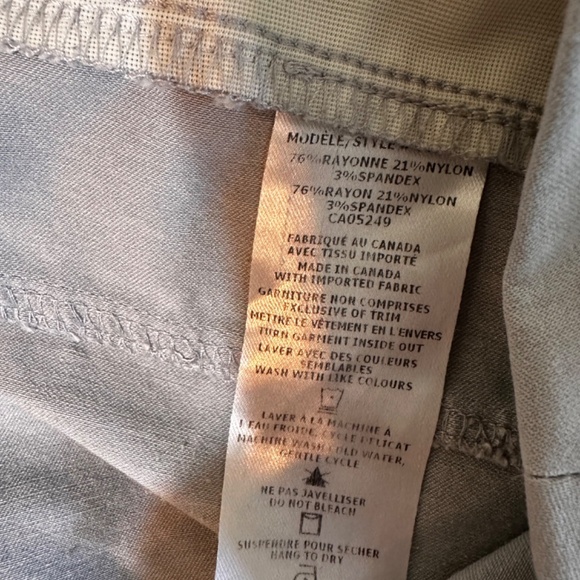 MODÈLE/STYLE #
76%RAYONNE 21%NYLON
3%SPANDEX
76%RAYON 21%NYLON
3%SPANDEX
CA05249
FABRIQUÉ AU CANADA
AVEC TISSU IMPORTÉ
MADE IN CANADA
WITH IMPORTED FABRIC
GARNITURE NON COMPRISES
EXCLUSIVE OF TRIM
METTRE LE VÊTEMENT EN L'ENVERS
TURN GARMENT INSIDE OUT
LAVER AVEC DES COULEURS
SEMBLABLES
WASH WITH LIKE COLOURS
LAVER À LA MACHINE À
L'EAU FROIDE, CYCLE DELICAT
MACHINE WASH COLD WATER,
GENTLE CYCLE
NE PAS JAVELLISER
DO NOT BLEACH
SUSPENDRE POUR SÉCHER
HANG TO DRY